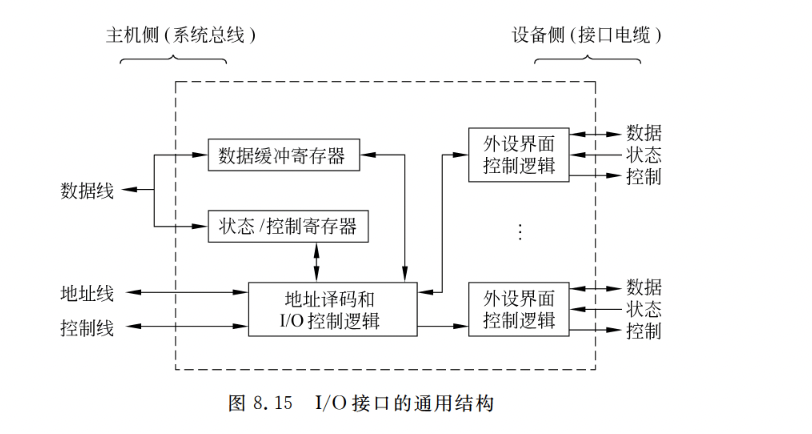 主机侧(系统总线)
设备侧(接口电缆)
数据缓冲寄存器
外设界面
控制逻辑
数据
状态
控制
数据线
状态/控制寄存器
⋮
地址线
控制线
地址译码和
I/O控制逻辑
外设界面
控制逻辑
数据
状态
控制
图 8.15 I/O接口的通用结构